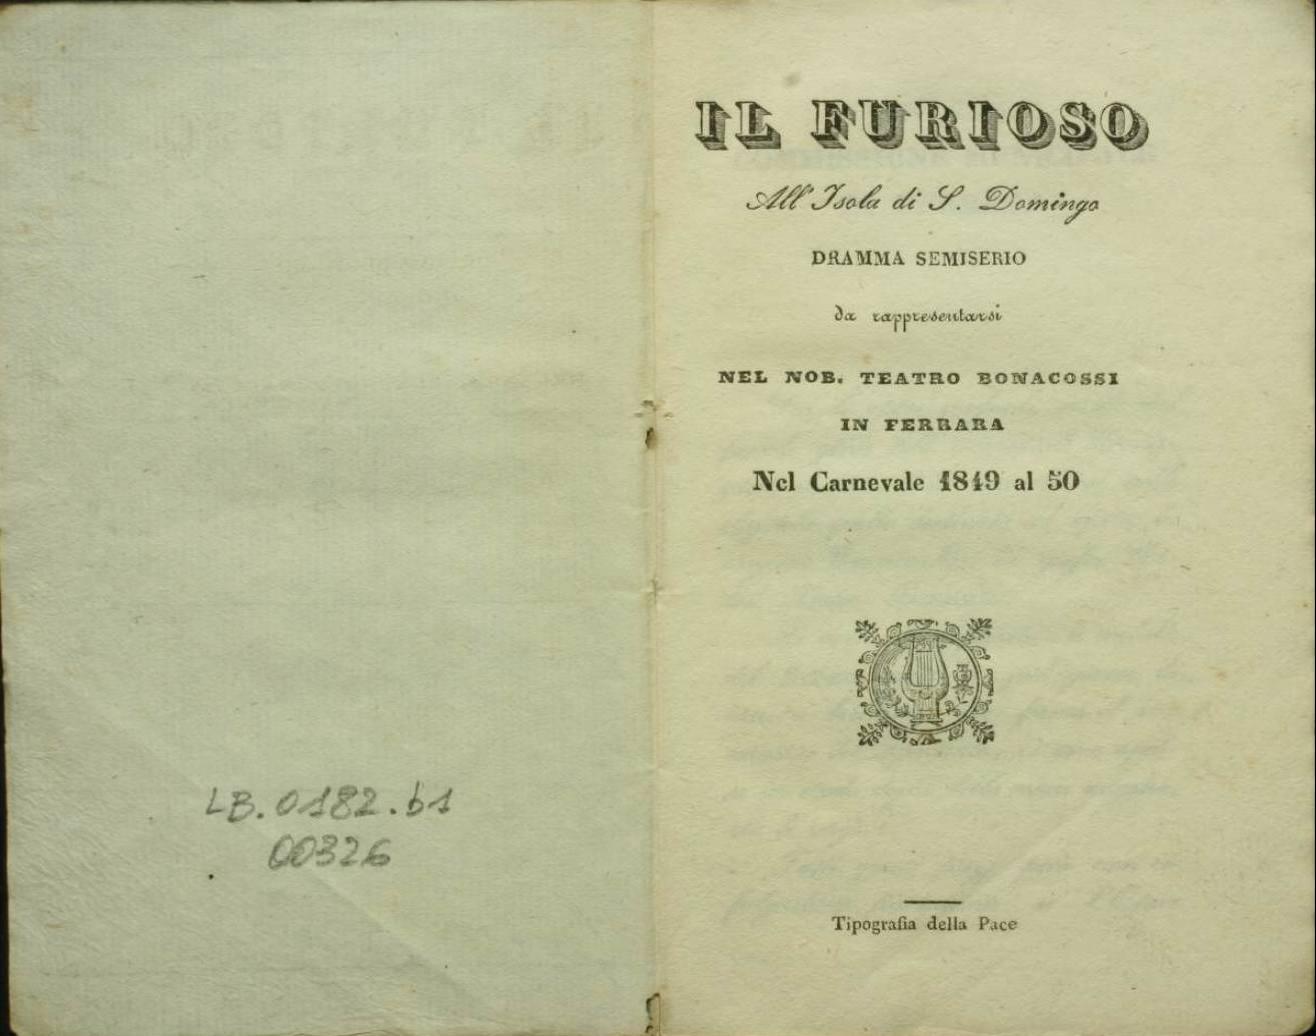 LB.0182.b1
00326
IL FURIOSO
All' Isola di S. Domingo
DRAMMA SEMISERIO
da rappresentarsi
NEL NOB. TEATRO BONACOSSI
IN FERRARA
Nel Carnevale 1849 al 50
Tipografia della Pace